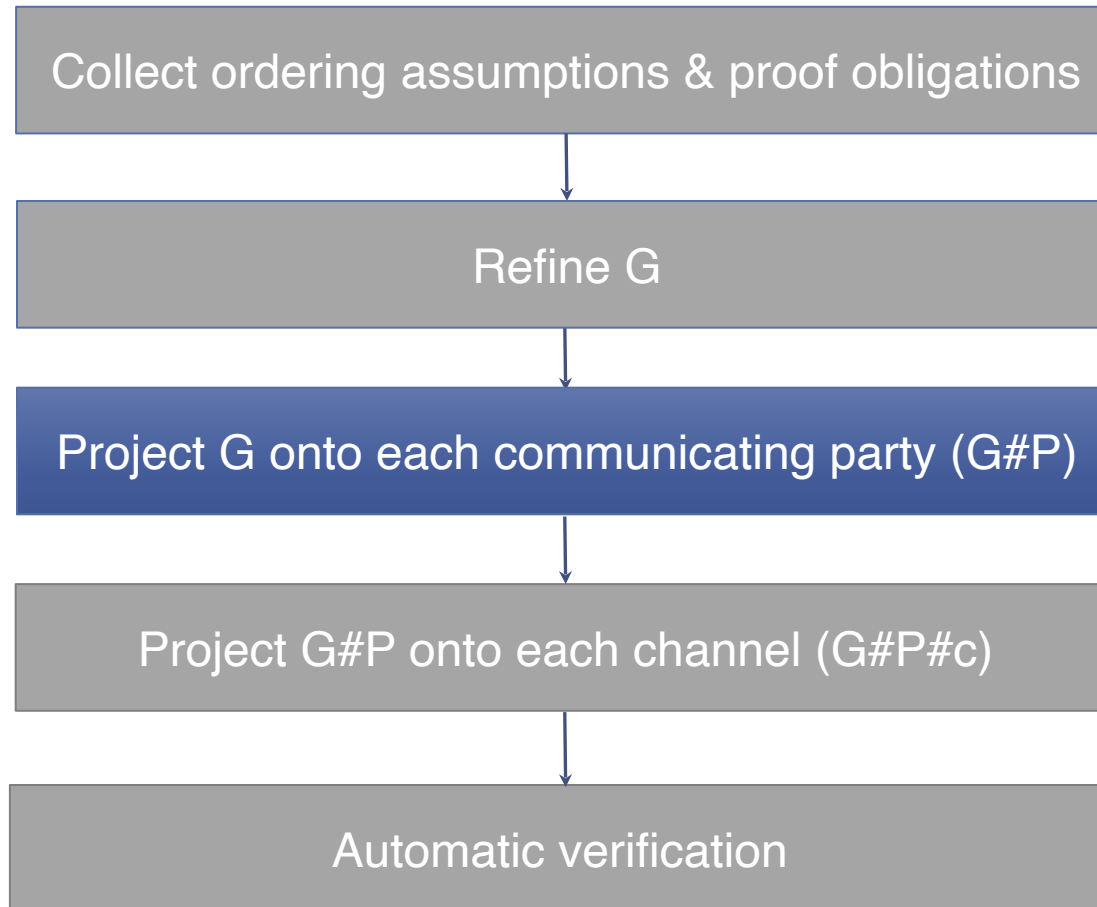 Collect ordering assumptions & proof obligations
Refine G
Project G onto each communicating party (G#P)
Project G#P onto each channel (G#P#c)
Automatic verification